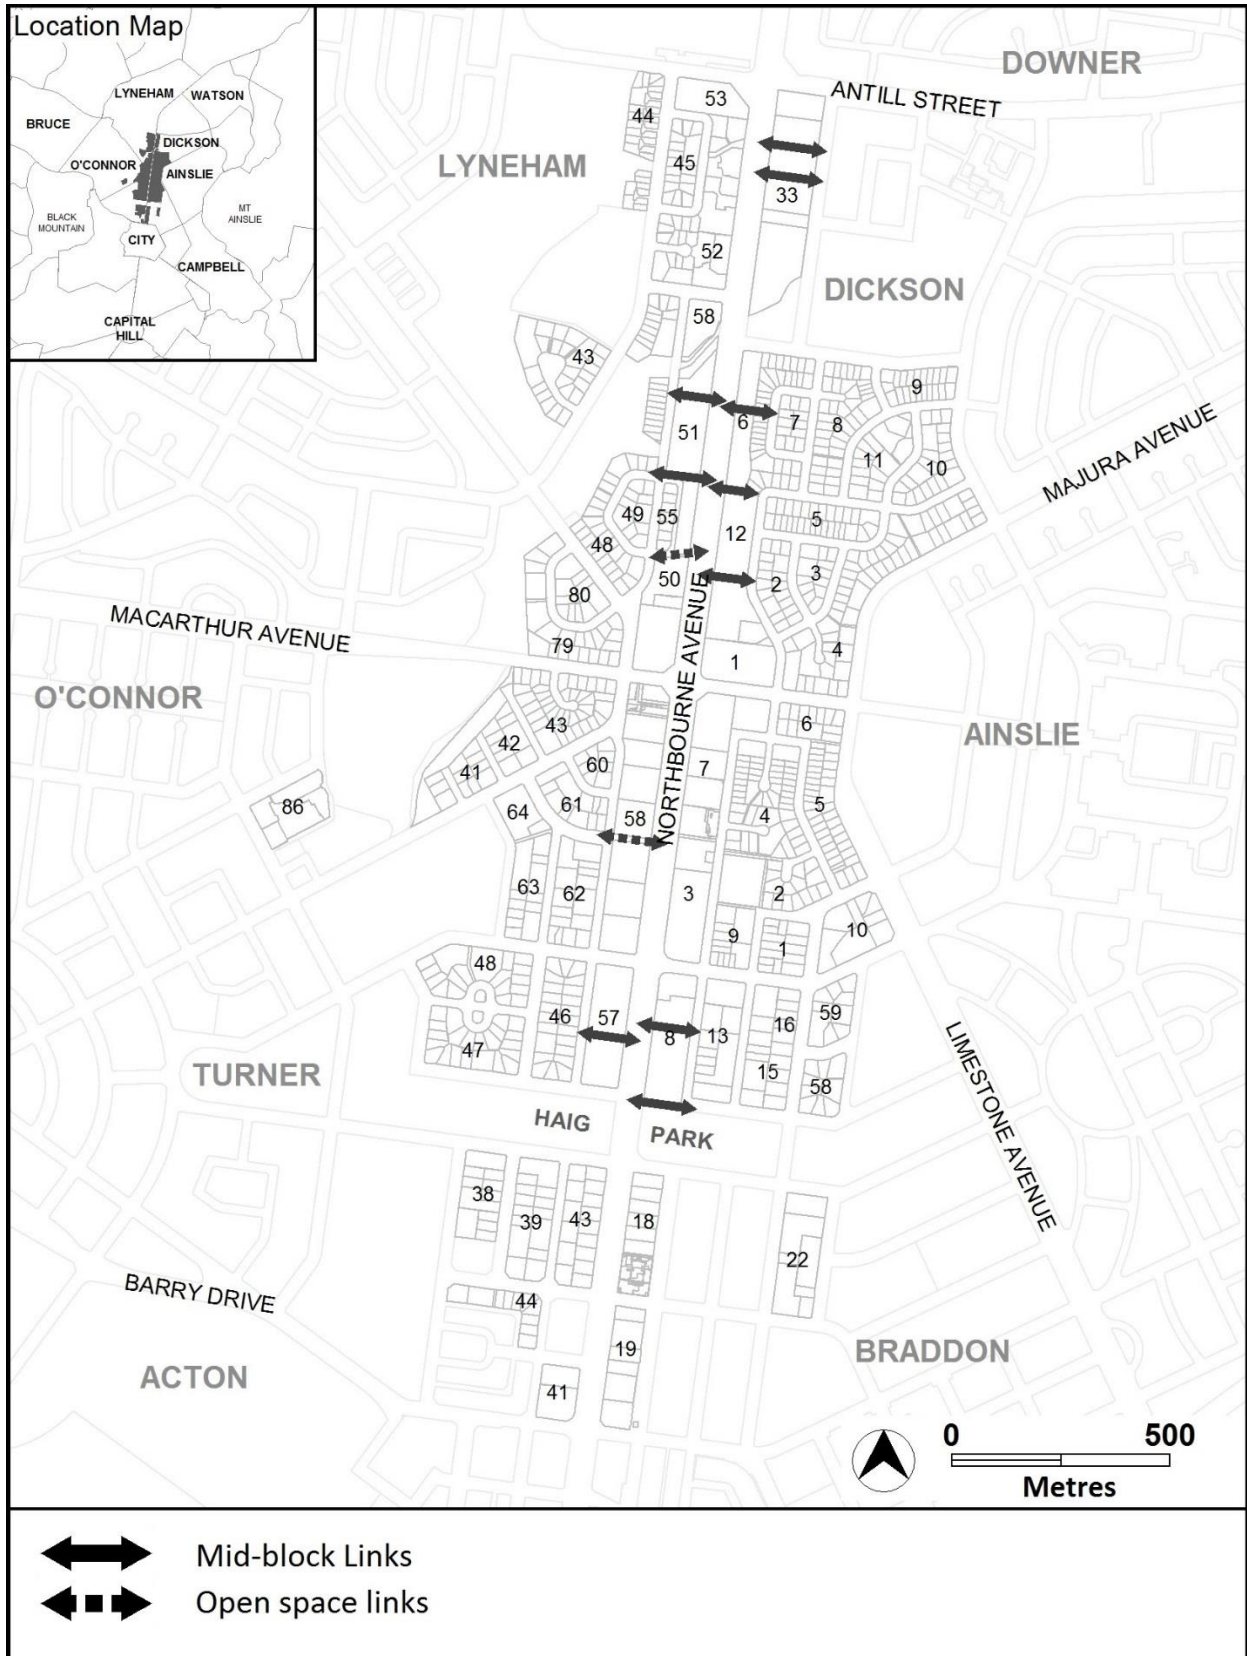 Location Map
LYNEHAM
WATSON
BRUCE
DICKSON
O'CONNOR
AINSLIE
BLACK
MOUNTAIN
MT
AINSLIE
CITY
CAMPBELL
CAPITAL
HILL
DOWNER
ANTILL STREET
53
44
LYNEHAM
45
33
52
DICKSON
58
43
9
6
7
8
51
11
10
MAJURA AVENUE
49
55
5
12
48
3
50
2
80
MACARTHUR AVENUE
79
4
1
O'CONNOR
NORTHBOURNE AVENUE
43
6
AINSLIE
42
60
7
41
86
61
5
64
58
4
63
62
3
2
9
1
10
48
46
57
8
13
16
59
47
15
58
TURNER
LIMESTONE AVENUE
HAIG
PARK
38
39
43
18
22
BARRY DRIVE
44
19
BRADDON
ACTON
41
0
500
Metres
Mid-block Links
Open space links